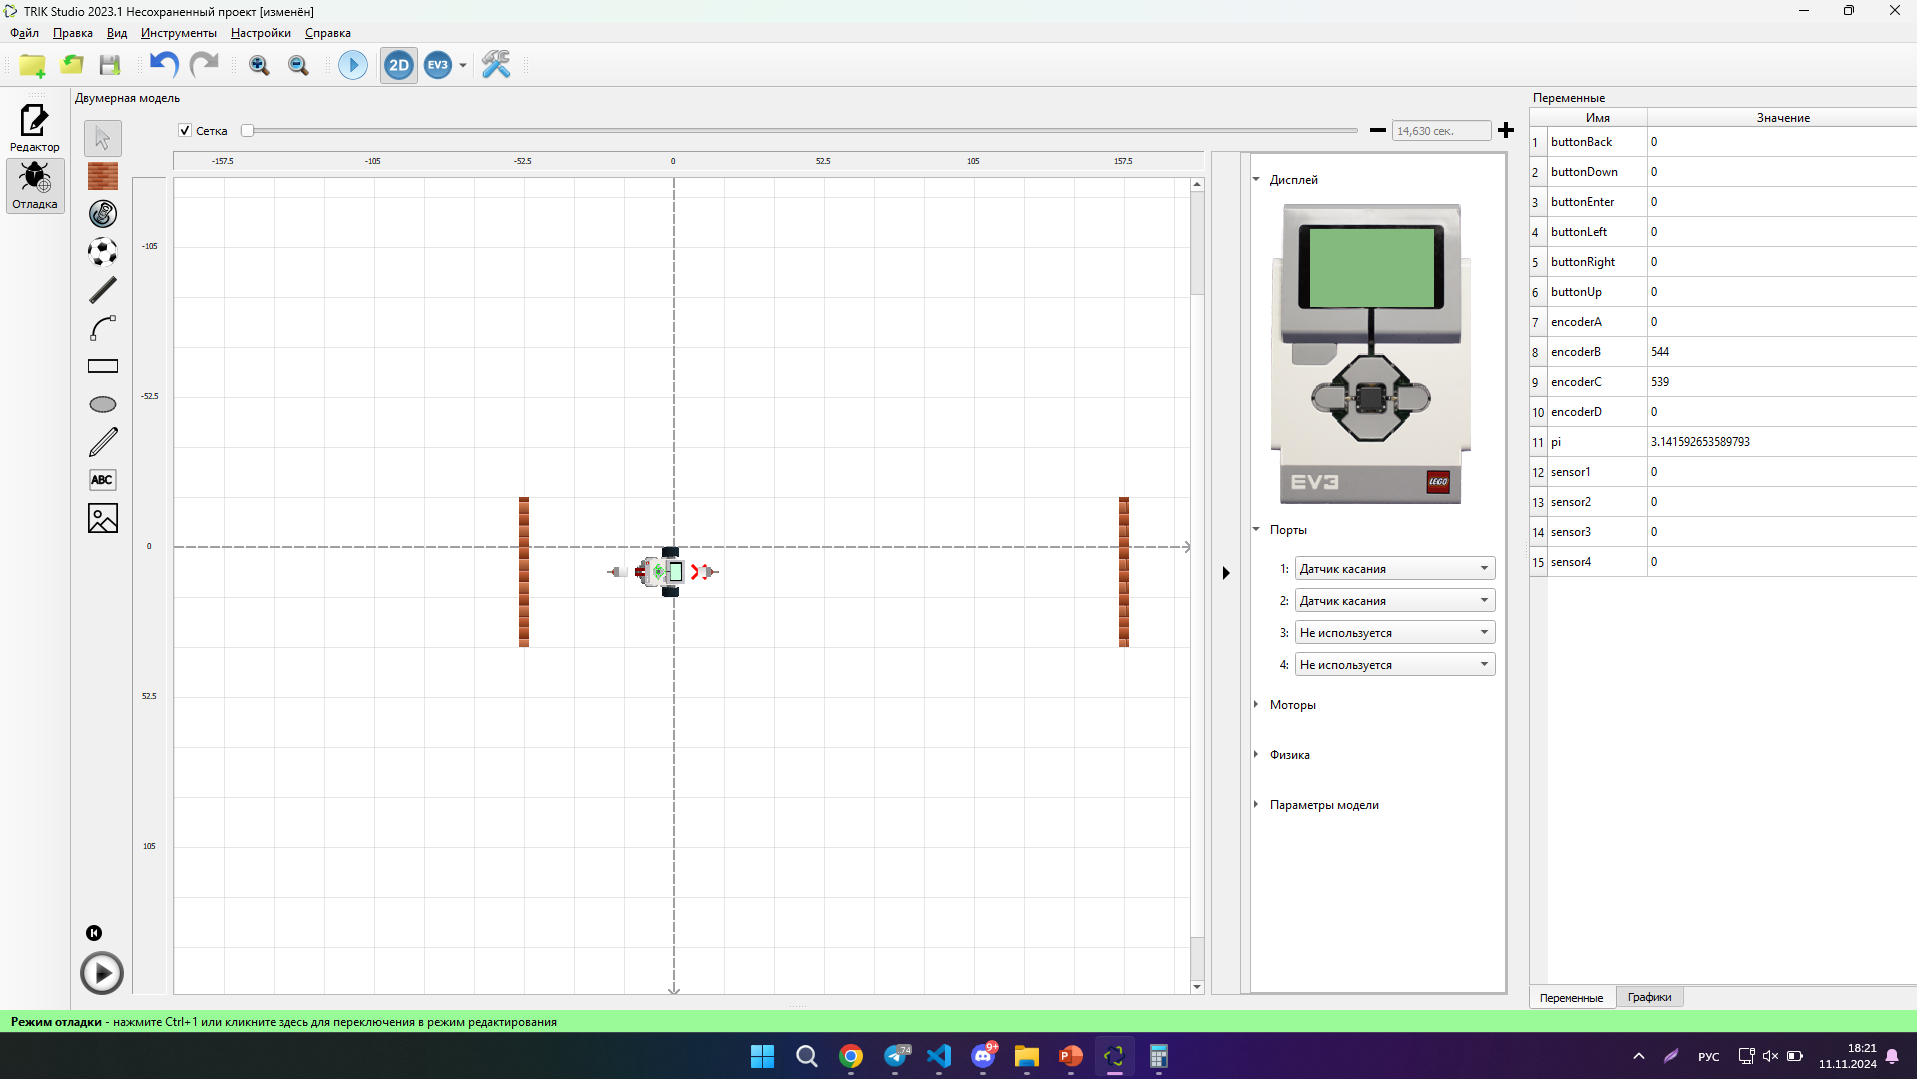 TRIK Studio 2023.1 Несохраненный проект [изменён]
Файл Правка Вид Инструменты Настройки Справка
2D EV3
Двумерная модель
Редактор
Отладка
Сетка
14,630 сек.
-157.5 -105 -52.5 0 52.5 105 157.5
-105
-52.5
0
52.5
105
ABC
Дисплей
EV3
LEGO
Порты
1: Датчик касания
2: Датчик касания
3: Не используется
4: Не используется
Моторы
Физика
Параметры модели
Переменные
Имя Значение
1 buttonBack 0
2 buttonDown 0
3 buttonEnter 0
4 buttonLeft 0
5 buttonRight 0
6 buttonUp 0
7 encoderA 0
8 encoderB 544
9 encoderC 539
10 encoderD 0
11 pi 3.141592653589793
12 sensor1 0
13 sensor2 0
14 sensor3 0
15 sensor4 0
Переменные Графики
Режим отладки - нажмите Ctrl+1 или кликните здесь для переключения в режим редактирования
74
9+
P
РУС
18:21
11.11.2024